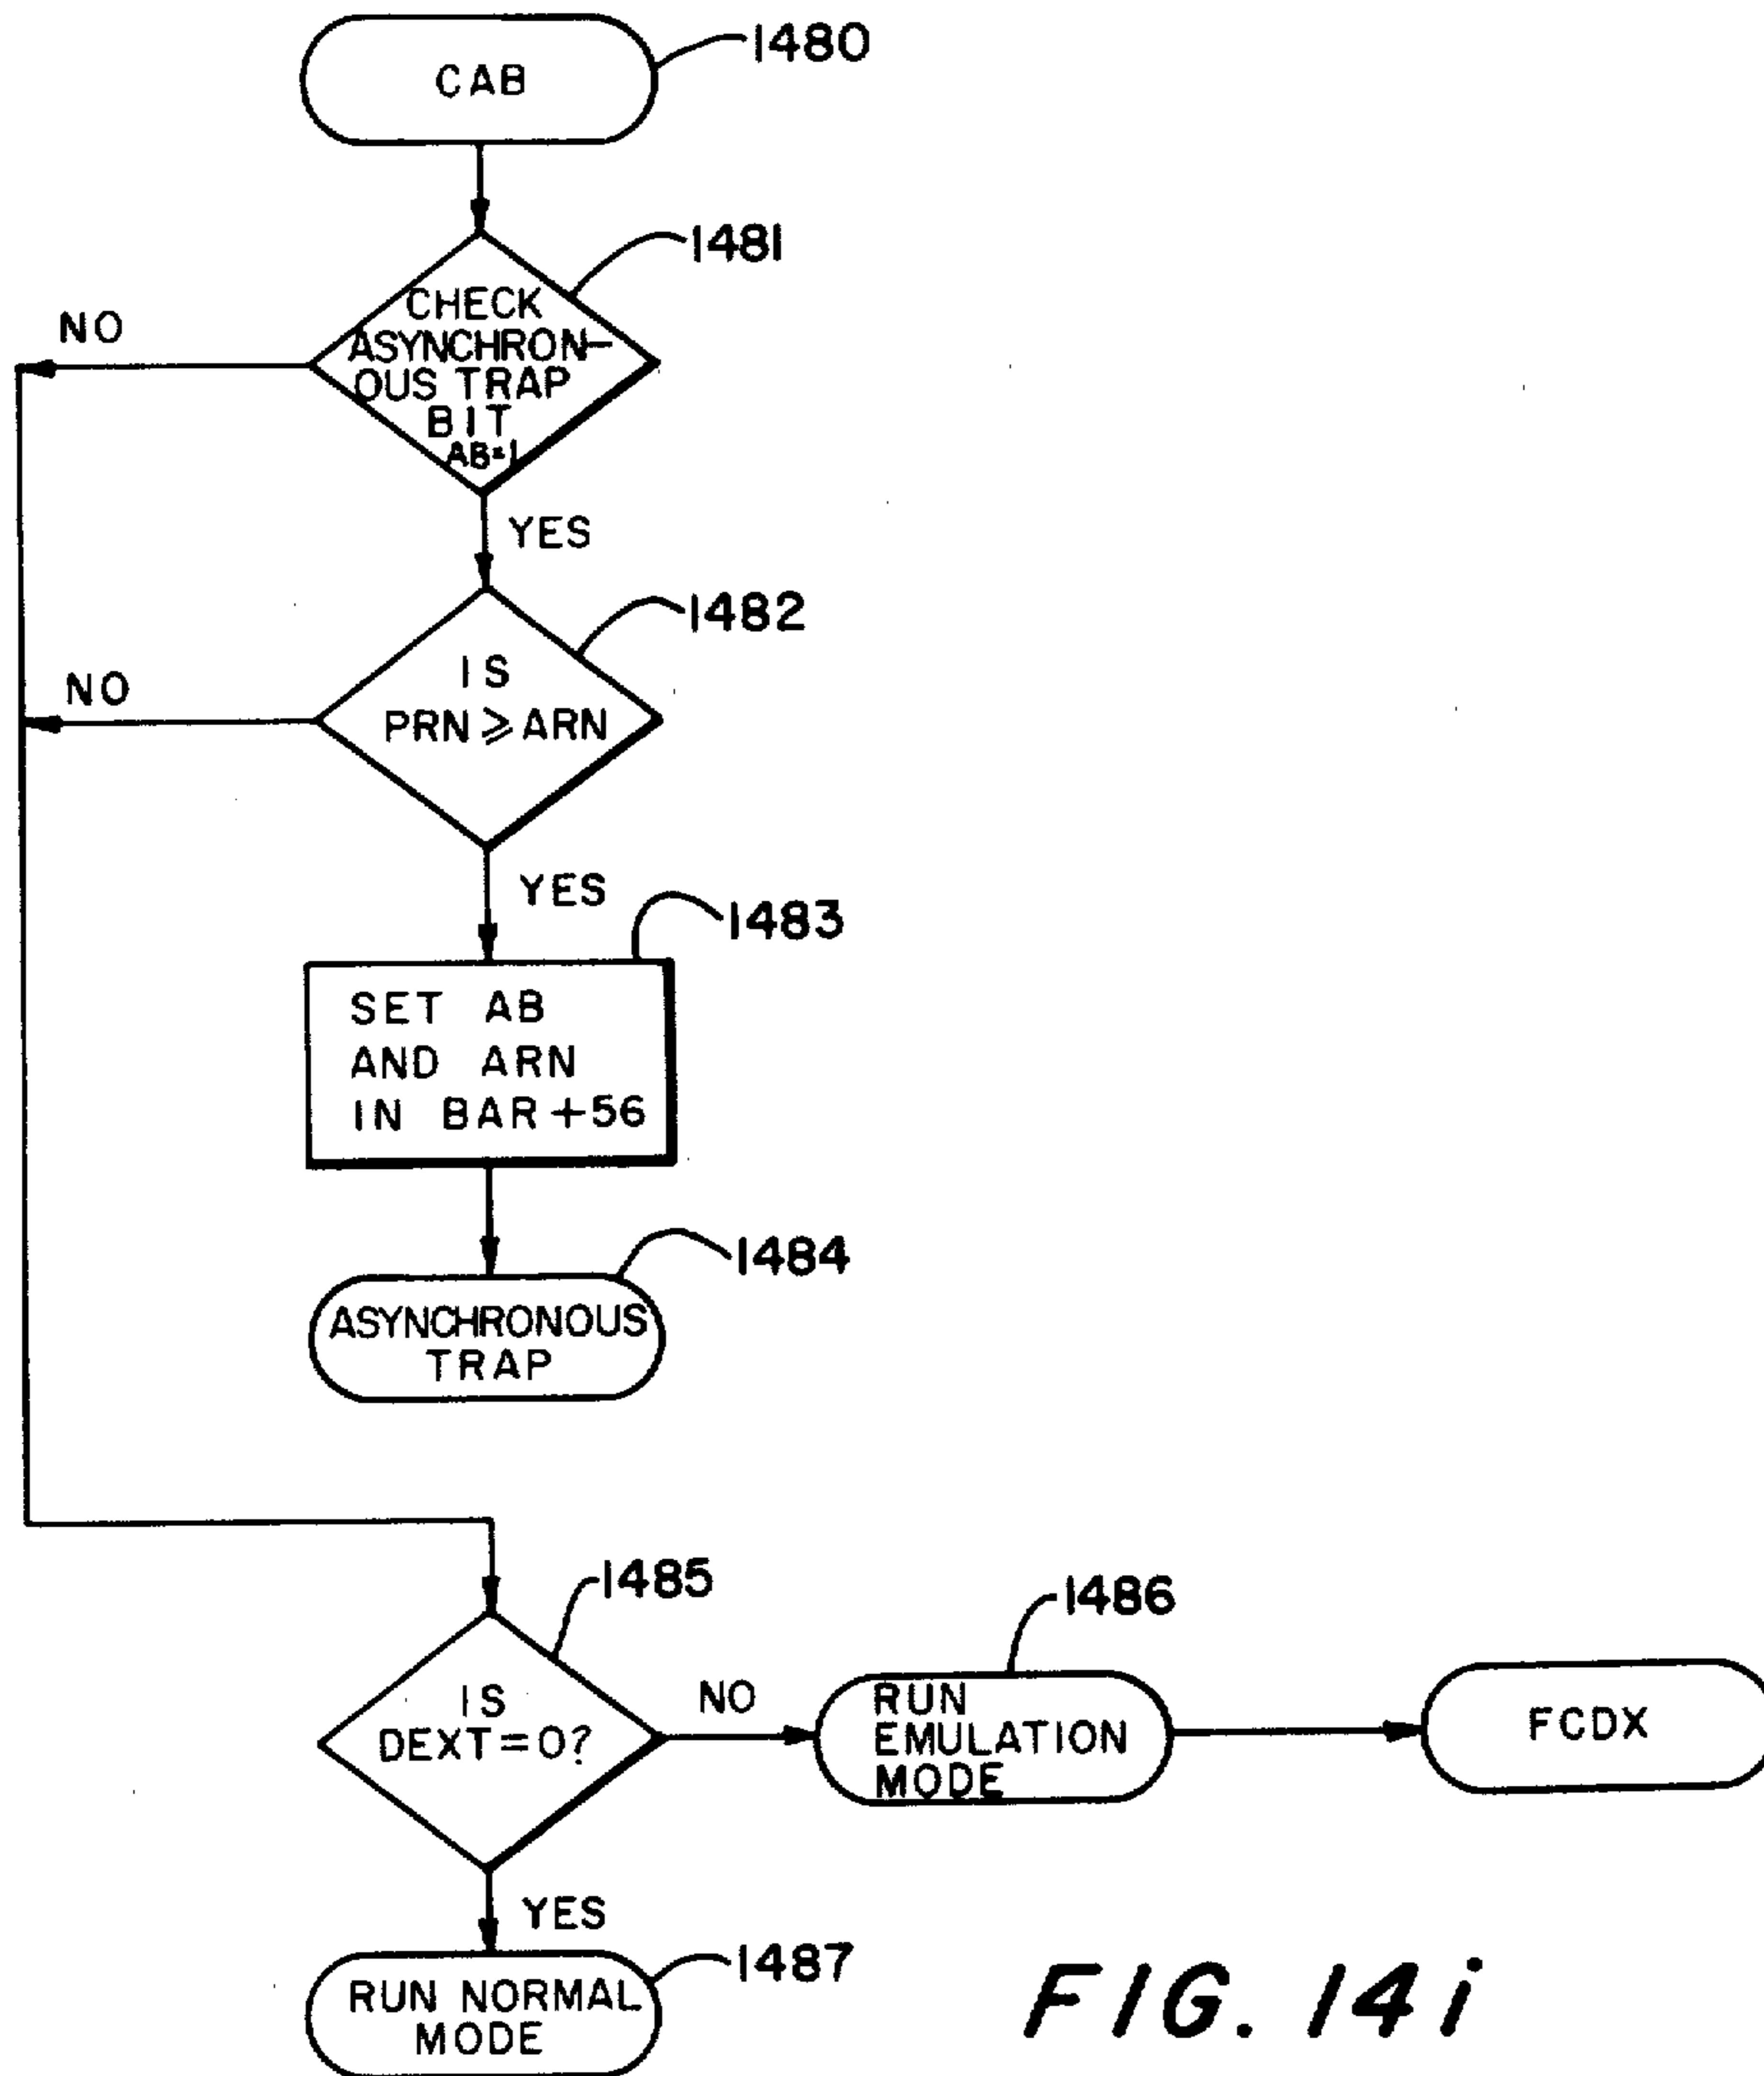 CAB
1480
CHECK
ASYNCHRON-
OUS TRAP
BIT
AB=1
1481
NO
YES
IS
PRN ⩾ ARN
1482
NO
YES
SET AB
AND ARN
IN BAR+56
1483
ASYNCHRONOUS
TRAP
1484
IS
DEXT=0?
1485
NO
RUN
EMULATION
MODE
1486
FCDX
YES
RUN NORMAL
MODE
1487
FIG. 14i